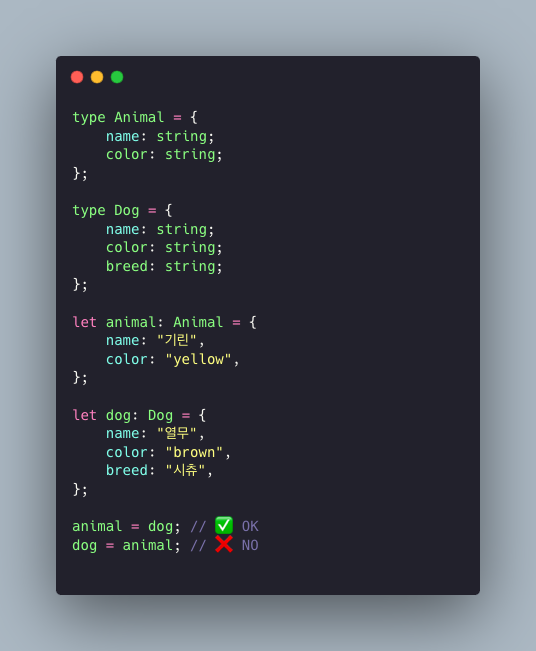 type Animal = {
    name: string;
    color: string;
};

type Dog = {
    name: string;
    color: string;
    breed: string;
};

let animal: Animal = {
    name: "기린",
    color: "yellow",
};

let dog: Dog = {
    name: "열무",
    color: "brown",
    breed: "시츄",
};

animal = dog; // ✅ OK
dog = animal; // ❌ NO